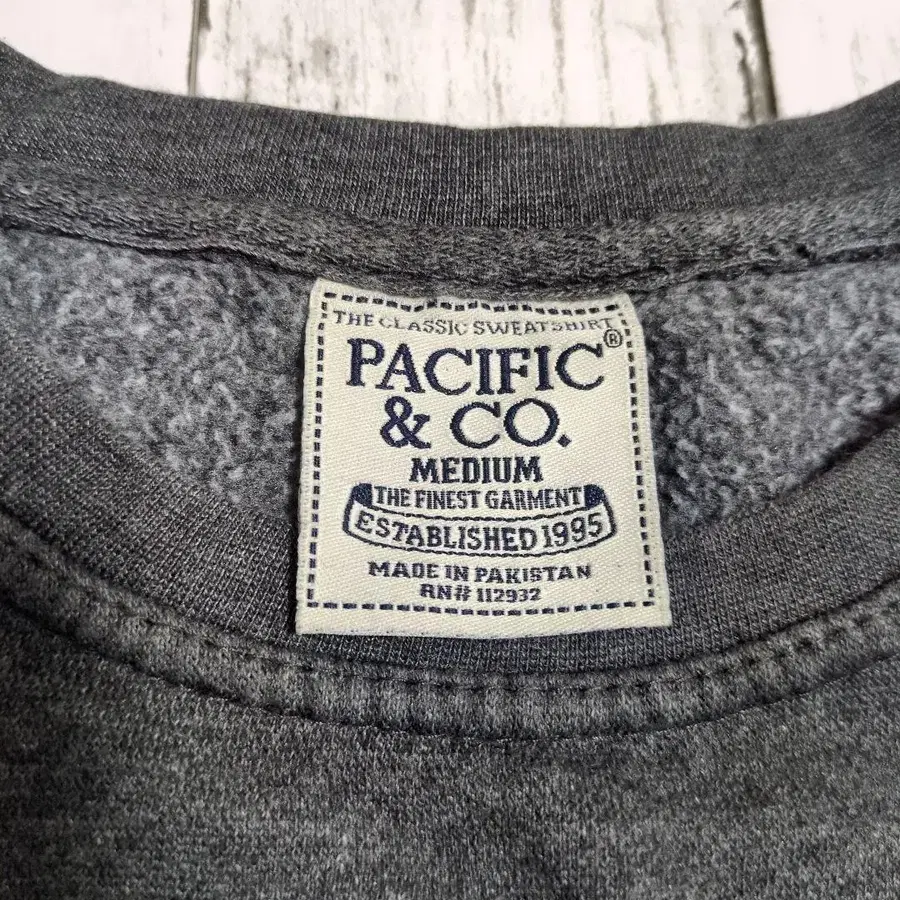 THE CLASSIC SWEATSHIRT
PACIFIC®
& CO.
MEDIUM
THE FINEST GARMENT
ESTABLISHED 1995
MADE IN PAKISTAN
RN# 112932